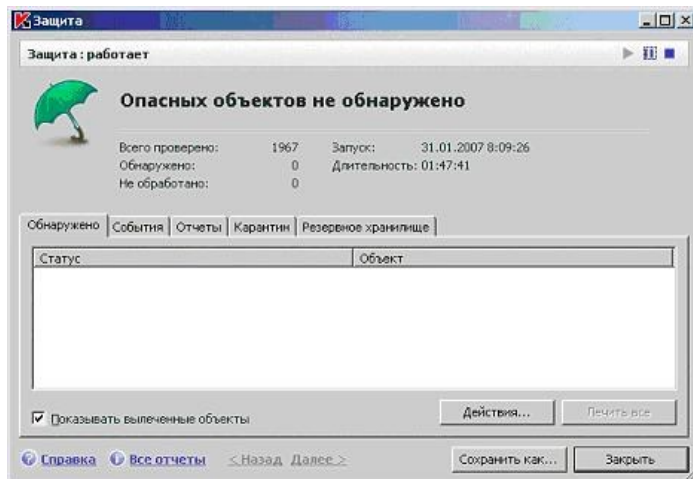 Защита
Защита : работает
Опасных объектов не обнаружено
Всего проверено: 1967 Запуск: 31.01.2007 8:09:26
Обнаружено: 0 Длительность: 01:47:41
Не обработано: 0
Обнаружено События Отчеты Карантин Резервное хранилище
Статус Объект
Показывать вылеченные объекты
Действия... Лечить все
Справка Все отчеты < Назад Далее >
Сохранить как... Закрыть